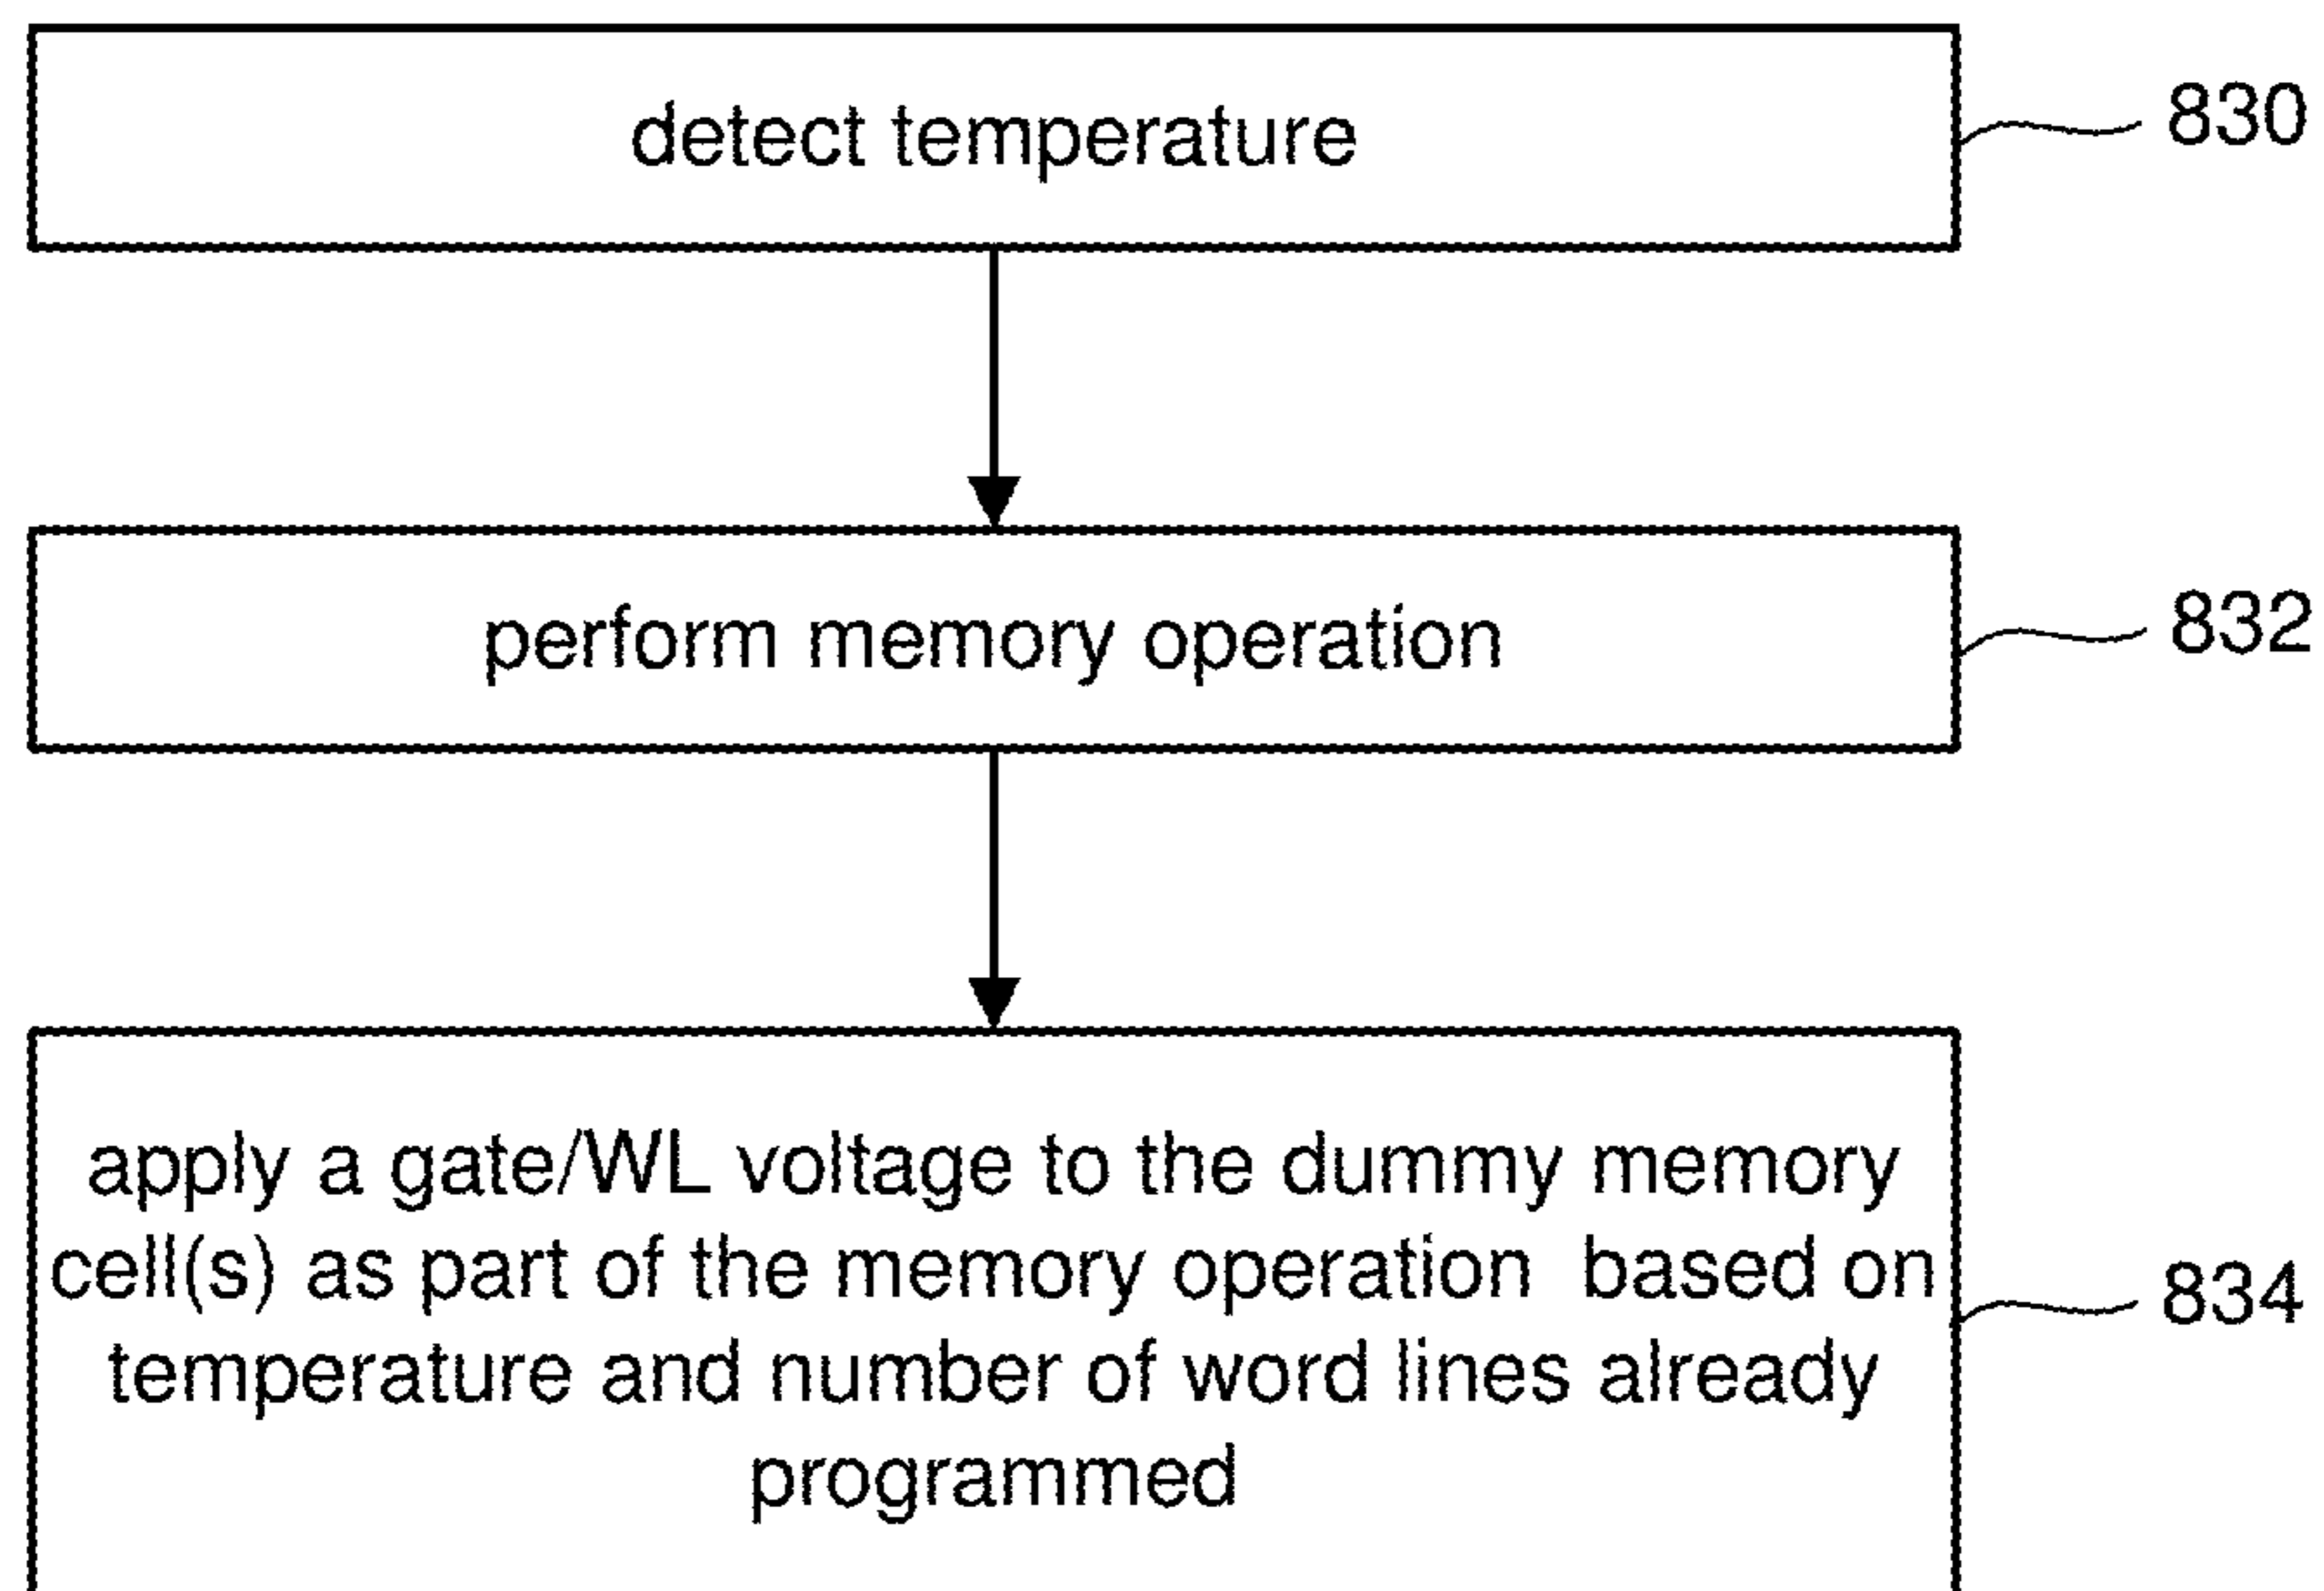 detect temperature
830
perform memory operation
832
apply a gate/WL voltage to the dummy memory
cell(s) as part of the memory operation  based on
temperature and number of word lines already
programmed
834